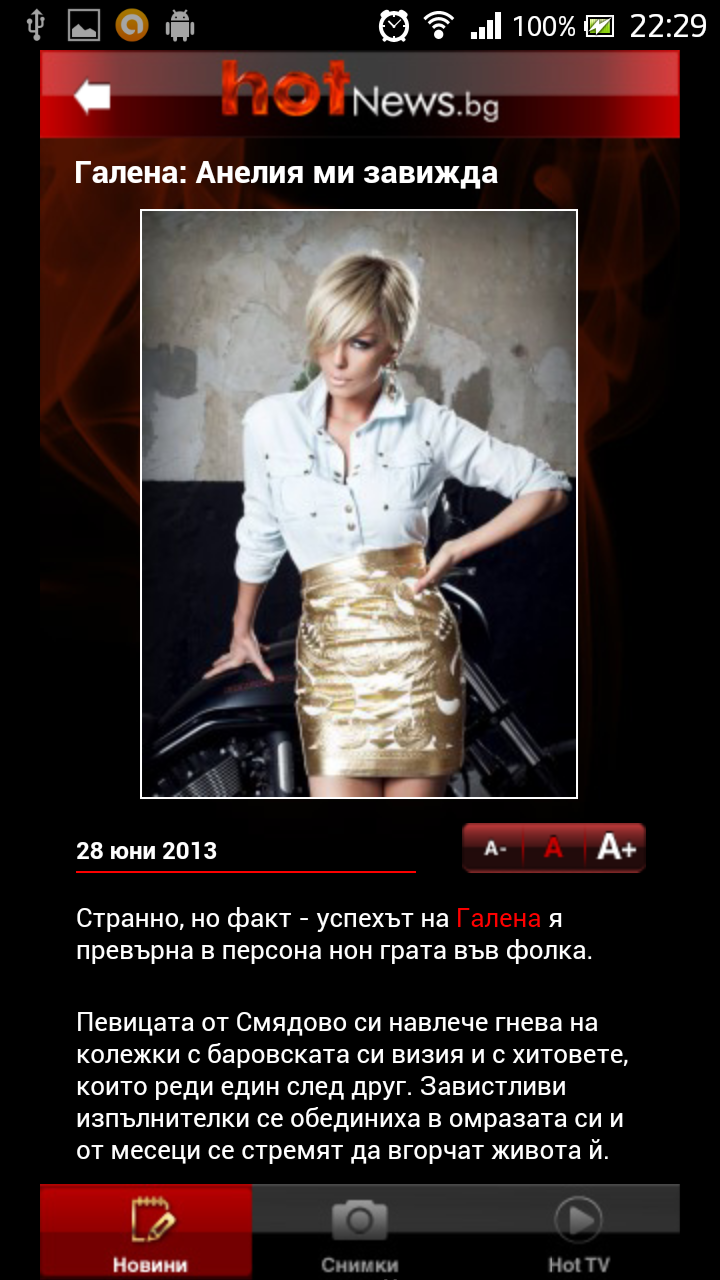 100% 22:29
hotNews.bg
Галена: Анелия ми завижда
28 юни 2013
A- A A+
Странно, но факт - успехът на Галена я
превърна в персона нон грата във фолка.
Певицата от Смядово си навлече гнева на
колежки с баровската си визия и с хитовете,
които реди един след друг. Завистливи
изпълнителки се обединиха в омразата си и
от месеци се стремят да вгорчат живота й.
Новини Снимки Hot TV